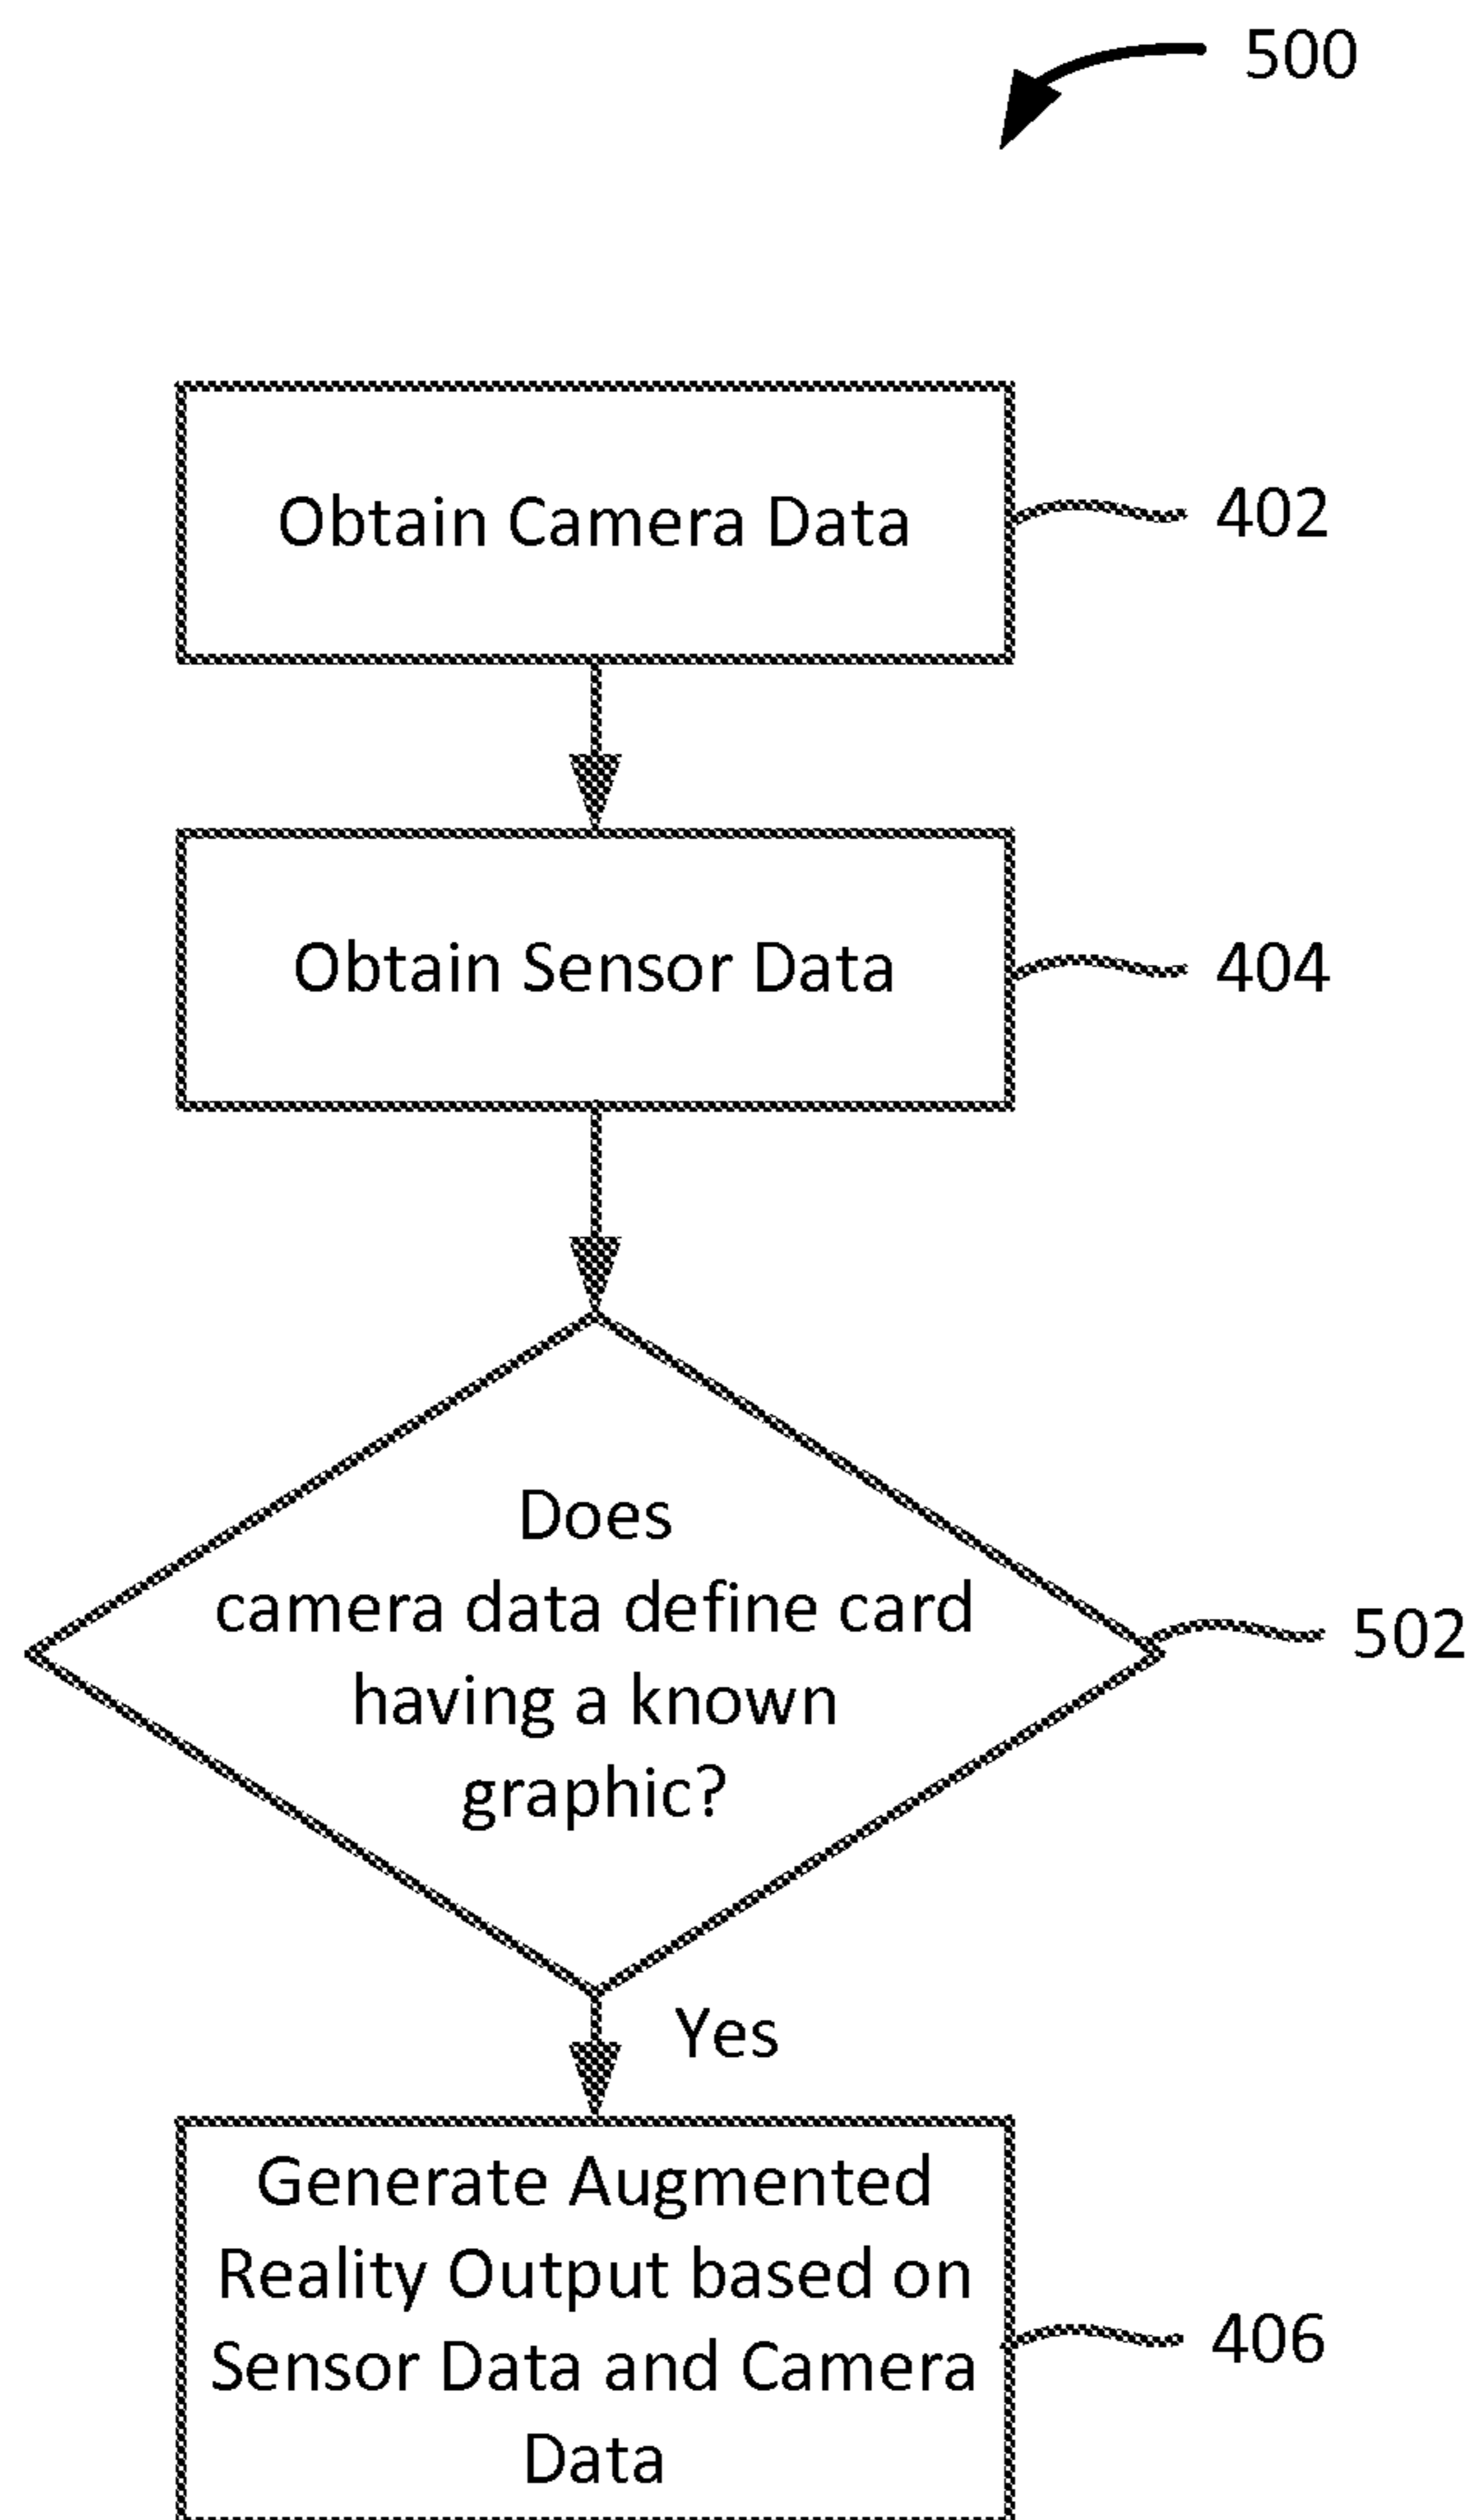 500
Obtain Camera Data
402
Obtain Sensor Data
404
Does
camera data define card
having a known
graphic?
502
Yes
Generate Augmented
Reality Output based on
Sensor Data and Camera
Data
406